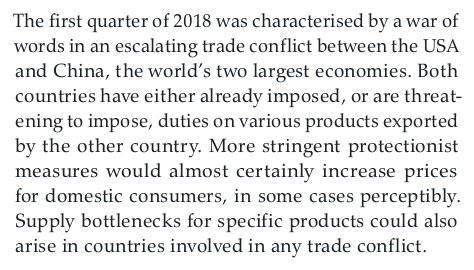 The first quarter of 2018 was characterised by a war of
words in an escalating trade conflict between the USA
and China, the world's two largest economies. Both
countries have either already imposed, or are threat-
ening to impose, duties on various products exported
by the other country. More stringent protectionist
measures would almost certainly increase prices
for domestic consumers, in some cases perceptibly.
Supply bottlenecks for specific products could also
arise in countries involved in any trade conflict.